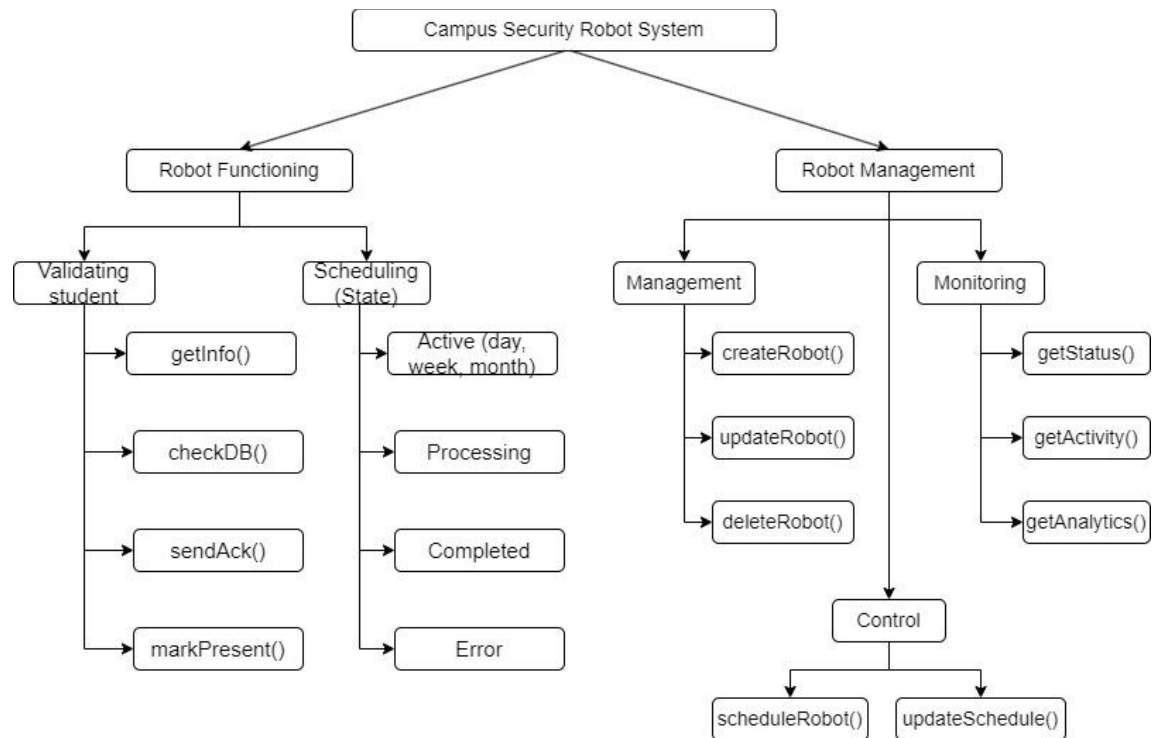 Campus Security Robot System
Robot Functioning
Robot Management
Validating
student
Scheduling
(State)
Management
Monitoring
getInfo()
Active (day,
week, month)
createRobot()
getStatus()
checkDB()
Processing
updateRobot()
getActivity()
sendAck()
Completed
deleteRobot()
getAnalytics()
markPresent()
Error
Control
scheduleRobot()
updateSchedule()